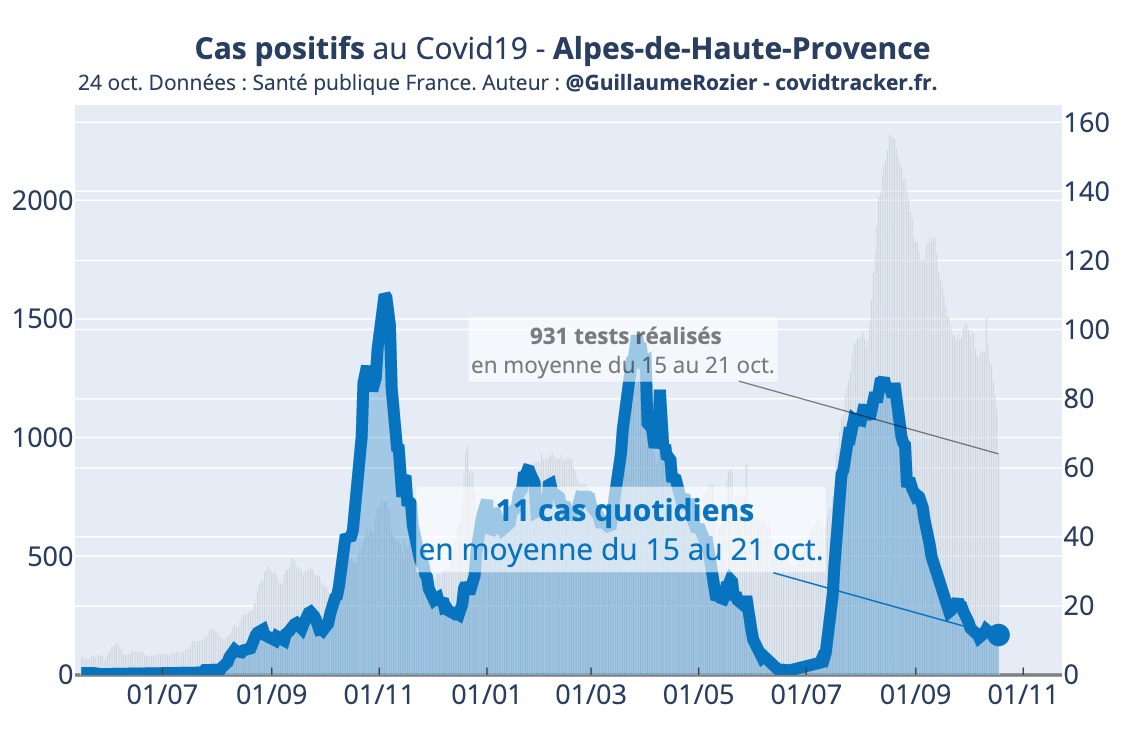 Cas positifs au Covid19 - Alpes-de-Haute-Provence
24 oct. Données : Santé publique France. Auteur : @GuillaumeRozier - covidtracker.fr.
160
140
2000
120
1500
100
931 tests réalisés
en moyenne du 15 au 21 oct.
80
1000
60
11 cas quotidiens
40
500
en moyenne du 15 au 21 oct.
20
0
0
01/07 01/09 01/11 01/01 01/03 01/05 01/07 01/09 01/11